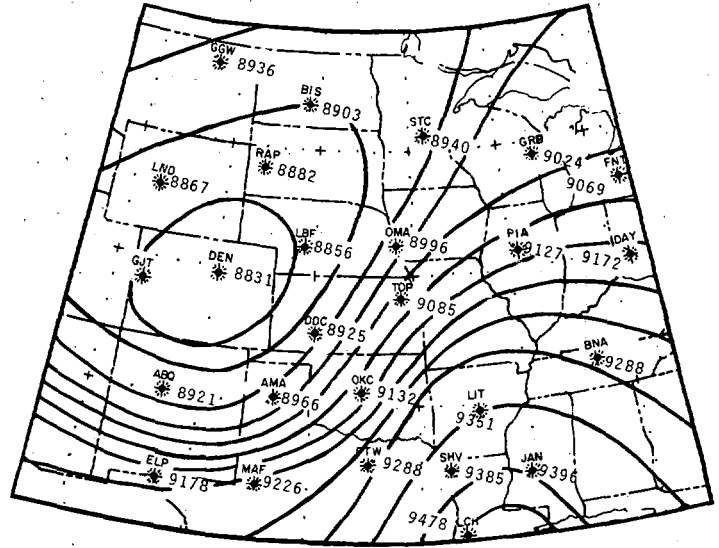 GGW
8936
BIS
8903
STC
8940
GRB
9024
FNT
9069
RAP
8882
LND
8867
LBF
8856
OMA
8996
PIA
9127
DAY
9172
GJT
DEN
8831
TOP
9085
DDC
8925
BNA
9288
ABQ
8921
AMA
8966
OKC
9132
LIT
9351
ELP
9178
MAF
9226
FTW
9288
SHV
9385
JAN
9396
9478
LCH